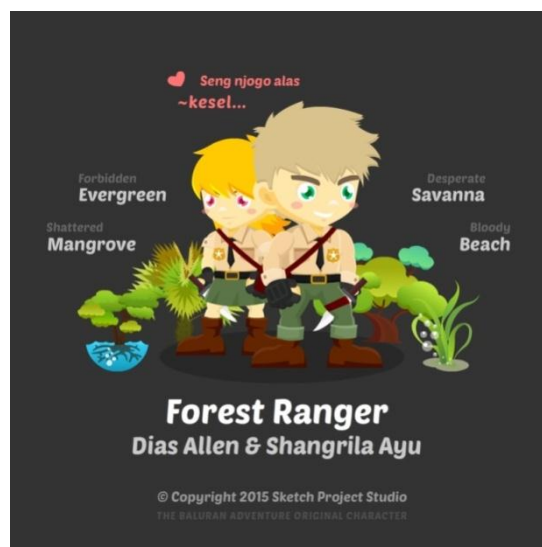 Seng njogo alas
~kesel...
Forbidden
Evergreen
Shattered
Mangrove
Desperate
Savanna
Bloody
Beach
Forest Ranger
Dias Allen & Shangrila Ayu
© Copyright 2015 Sketch Project Studio
THE BALURAN ADVENTURE ORIGINAL CHARACTER